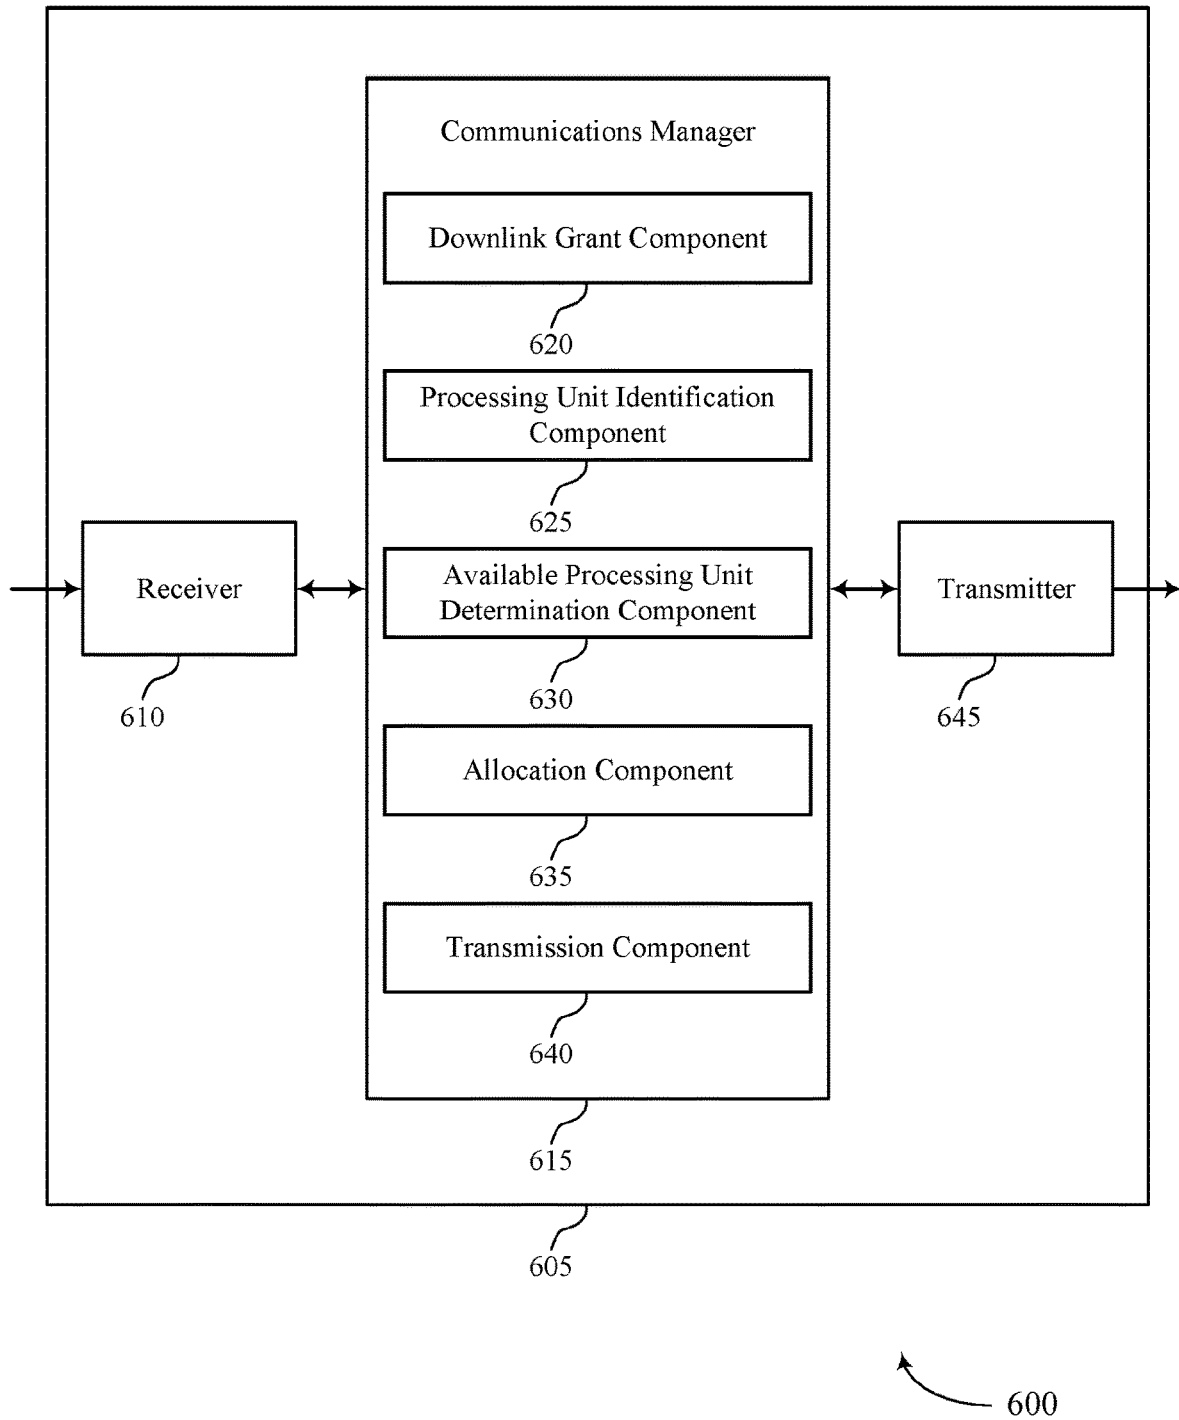 Communications Manager
Downlink Grant Component
620
Processing Unit Identification
Component
625
Receiver
610
Available Processing Unit
Determination Component
630
Transmitter
645
Allocation Component
635
Transmission Component
640
615
605
600